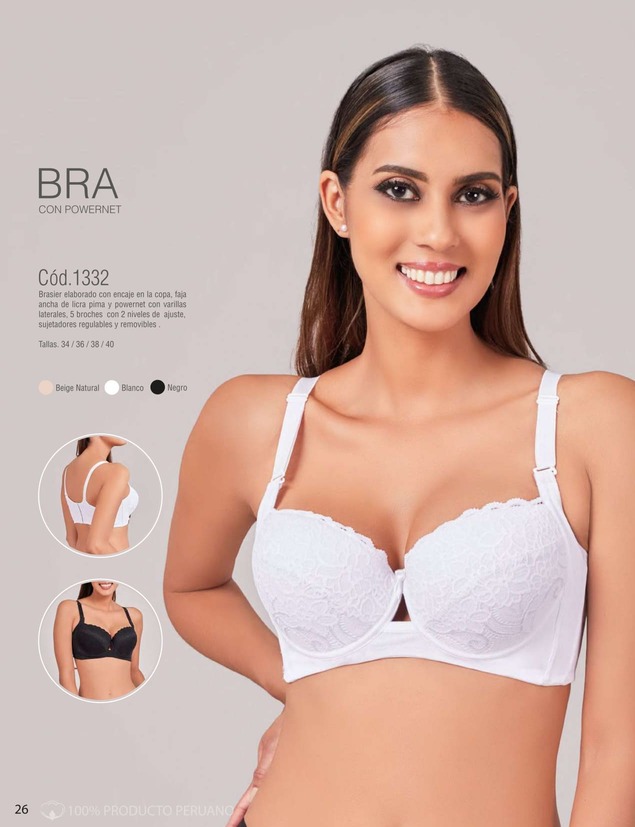 BRA
CON POWERNET
Cód.1332
Brasier elaborado con encaje en la copa, faja
ancha de licra pima y powernet con varillas
laterales, 5 broches con 2 niveles de ajuste,
sujetadores regulables y removibles .
Tallas. 34 / 36 / 38 / 40
Beige Natural Blanco Negro
26 100% PRODUCTO PERUANO